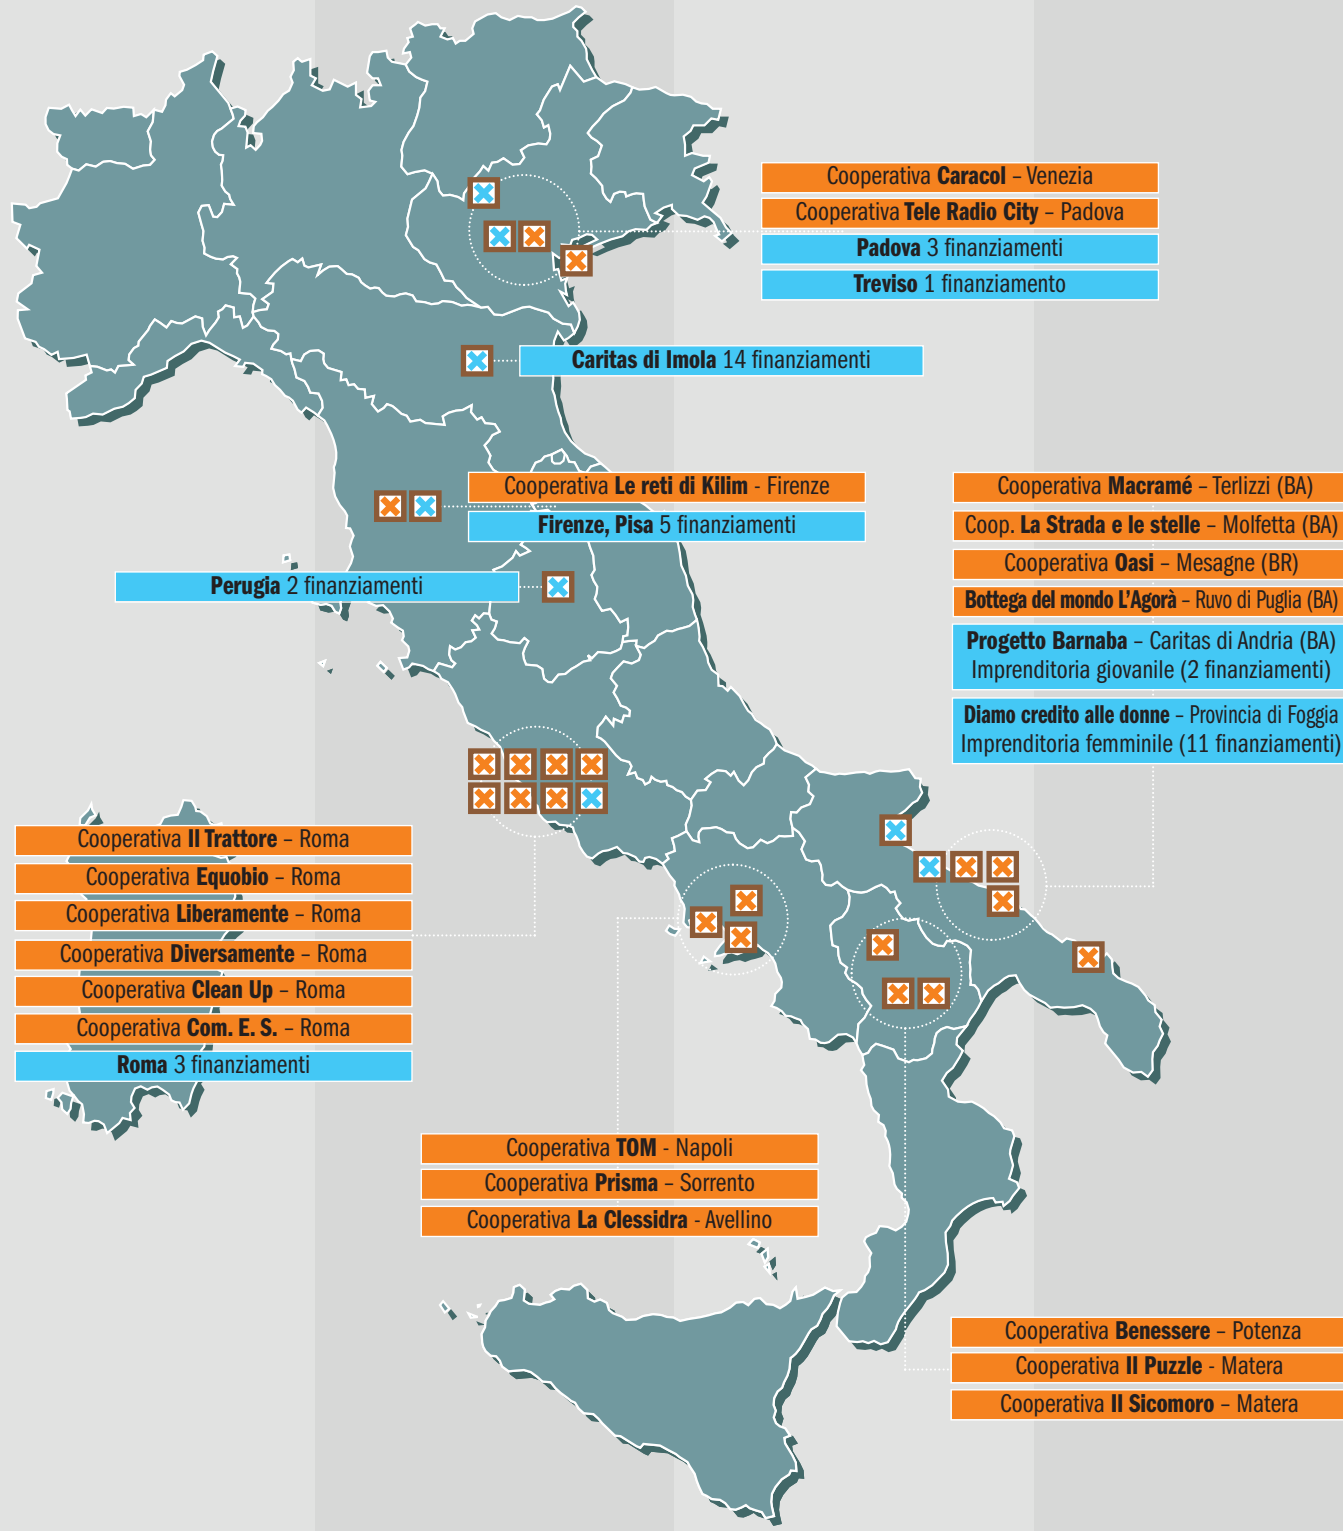 Cooperativa Caracol – Venezia
Cooperativa Tele Radio City – Padova
Padova 3 finanziamenti
Treviso 1 finanziamento
Caritas di Imola 14 finanziamenti
Cooperativa Le reti di Kilim - Firenze
Firenze, Pisa 5 finanziamenti
Perugia 2 finanziamenti
Cooperativa Macramé – Terlizzi (BA)
Coop. La Strada e le stelle – Molfetta (BA)
Cooperativa Oasi – Mesagne (BR)
Bottega del mondo L'Agorà – Ruvo di Puglia (BA)
Progetto Barnaba – Caritas di Andria (BA)
Imprenditoria giovanile (2 finanziamenti)
Diamo credito alle donne – Provincia di Foggia
Imprenditoria femminile (11 finanziamenti)
Cooperativa Il Trattore – Roma
Cooperativa Equobio – Roma
Cooperativa Liberamente – Roma
Cooperativa Diversamente – Roma
Cooperativa Clean Up – Roma
Cooperativa Com. E. S. – Roma
Roma 3 finanziamenti
Cooperativa TOM - Napoli
Cooperativa Prisma – Sorrento
Cooperativa La Clessidra - Avellino
Cooperativa Benessere – Potenza
Cooperativa Il Puzzle - Matera
Cooperativa Il Sicomoro – Matera